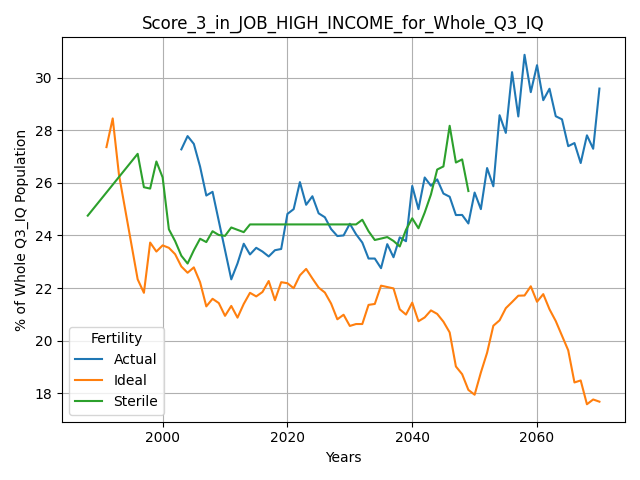 Score_3_in_JOB_HIGH_INCOME_for_Whole_Q3_IQ
% of Whole Q3_IQ Population
30
28
26
24
22
20
18
Fertility
Actual
Ideal
Sterile
2000
2020
2040
2060
Years